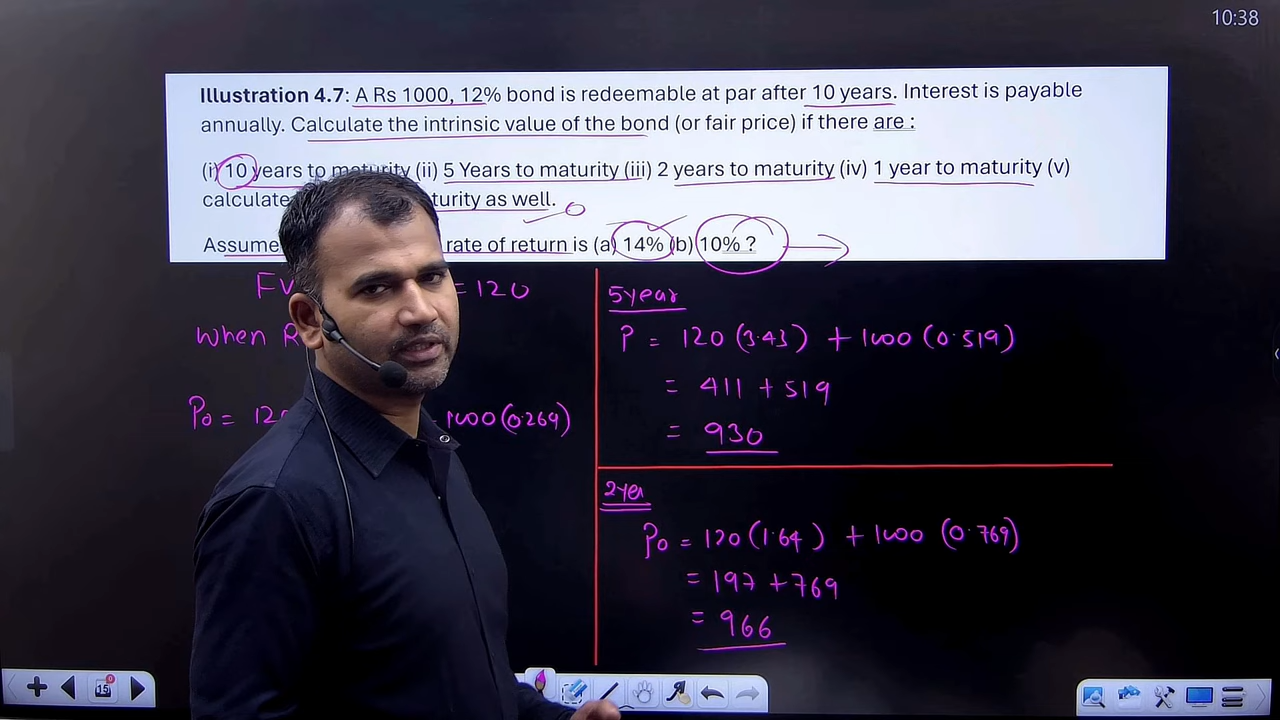 10:38
Illustration 4.7: A Rs 1000, 12% bond is redeemable at par after 10 years. Interest is payable
annually. Calculate the intrinsic value of the bond (or fair price) if there are :
(i) 10 years to maturity (ii) 5 Years to maturity (iii) 2 years to maturity (iv) 1 year to maturity (v)
calculate turity as well.
Assume rate of return is (a) 14% (b) 10% ?
FV = 120
When R
P0 = 12 1000 (0.269)
5year
P = 120 (3.43) + 1000 (0.519)
= 411 + 519
= 930
2yer
P0 = 120 (1.64) + 1000 (0.769)
= 197 + 769
= 966
15